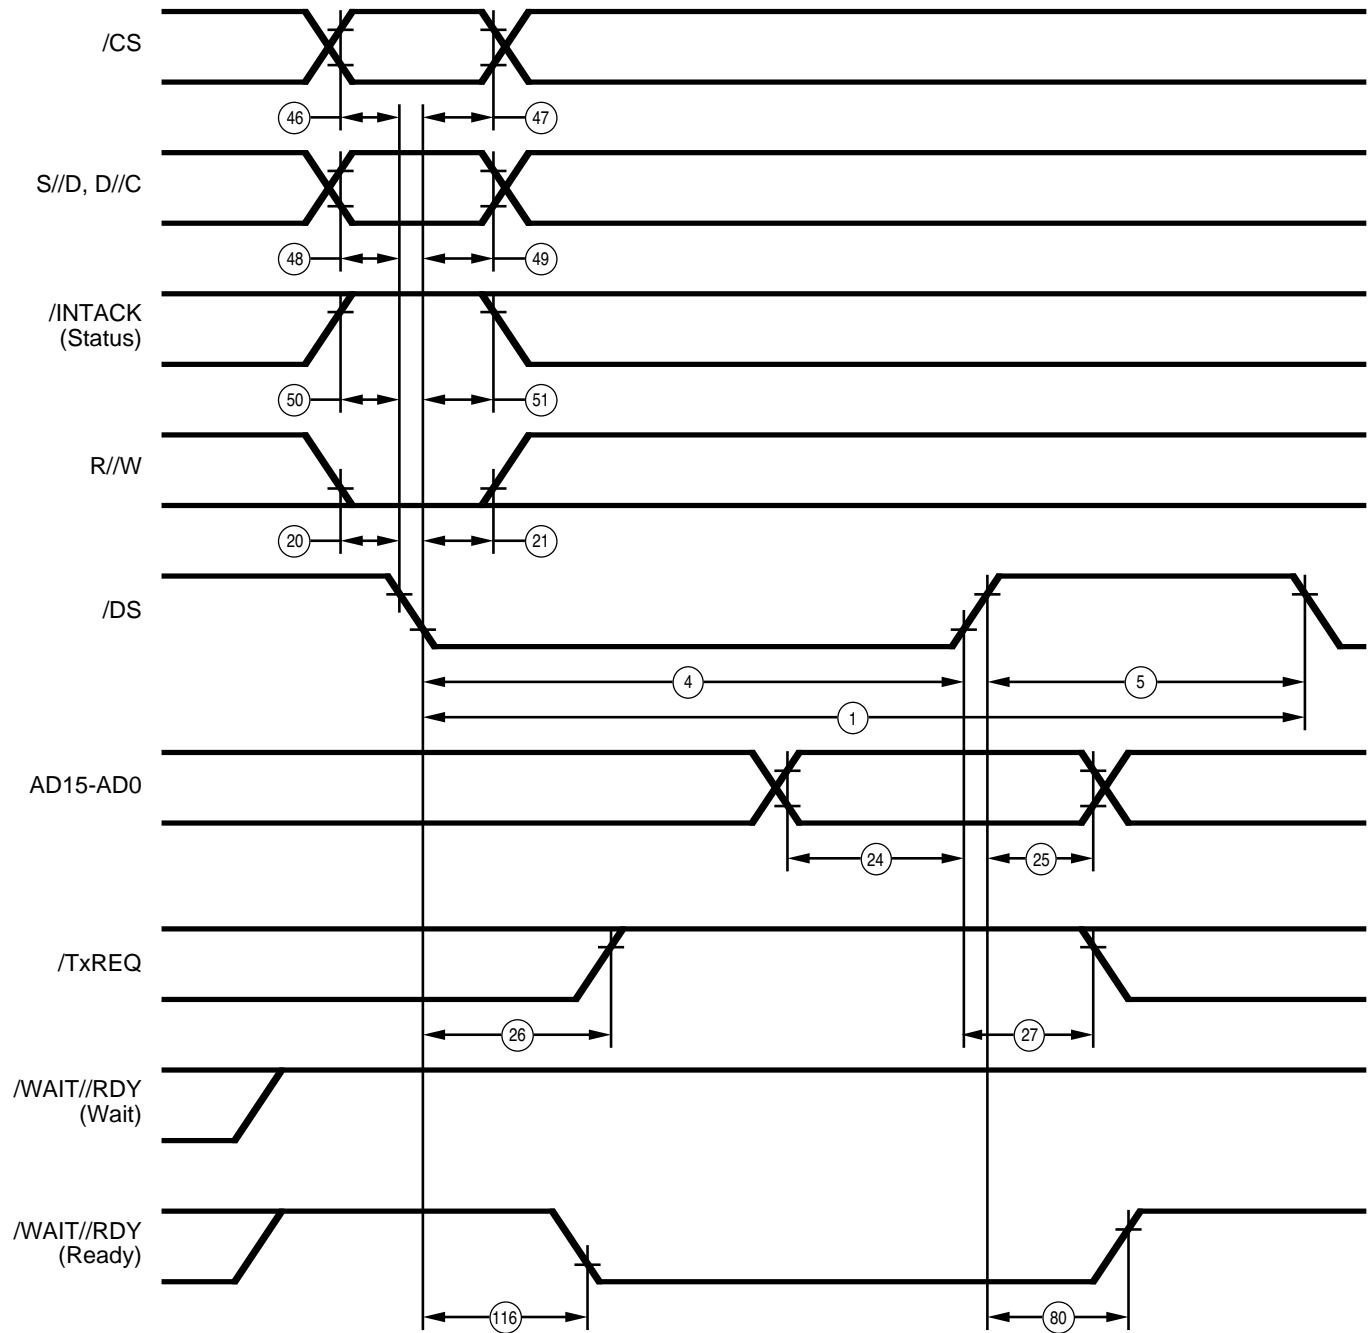 /CS
46
47
S//D, D//C
48
49
/INTACK
(Status)
50
51
R//W
20
21
/DS
4
5
1
AD15-AD0
24
25
/TxREQ
26
27
/WAIT//RDY
(Wait)
/WAIT//RDY
(Ready)
116
80